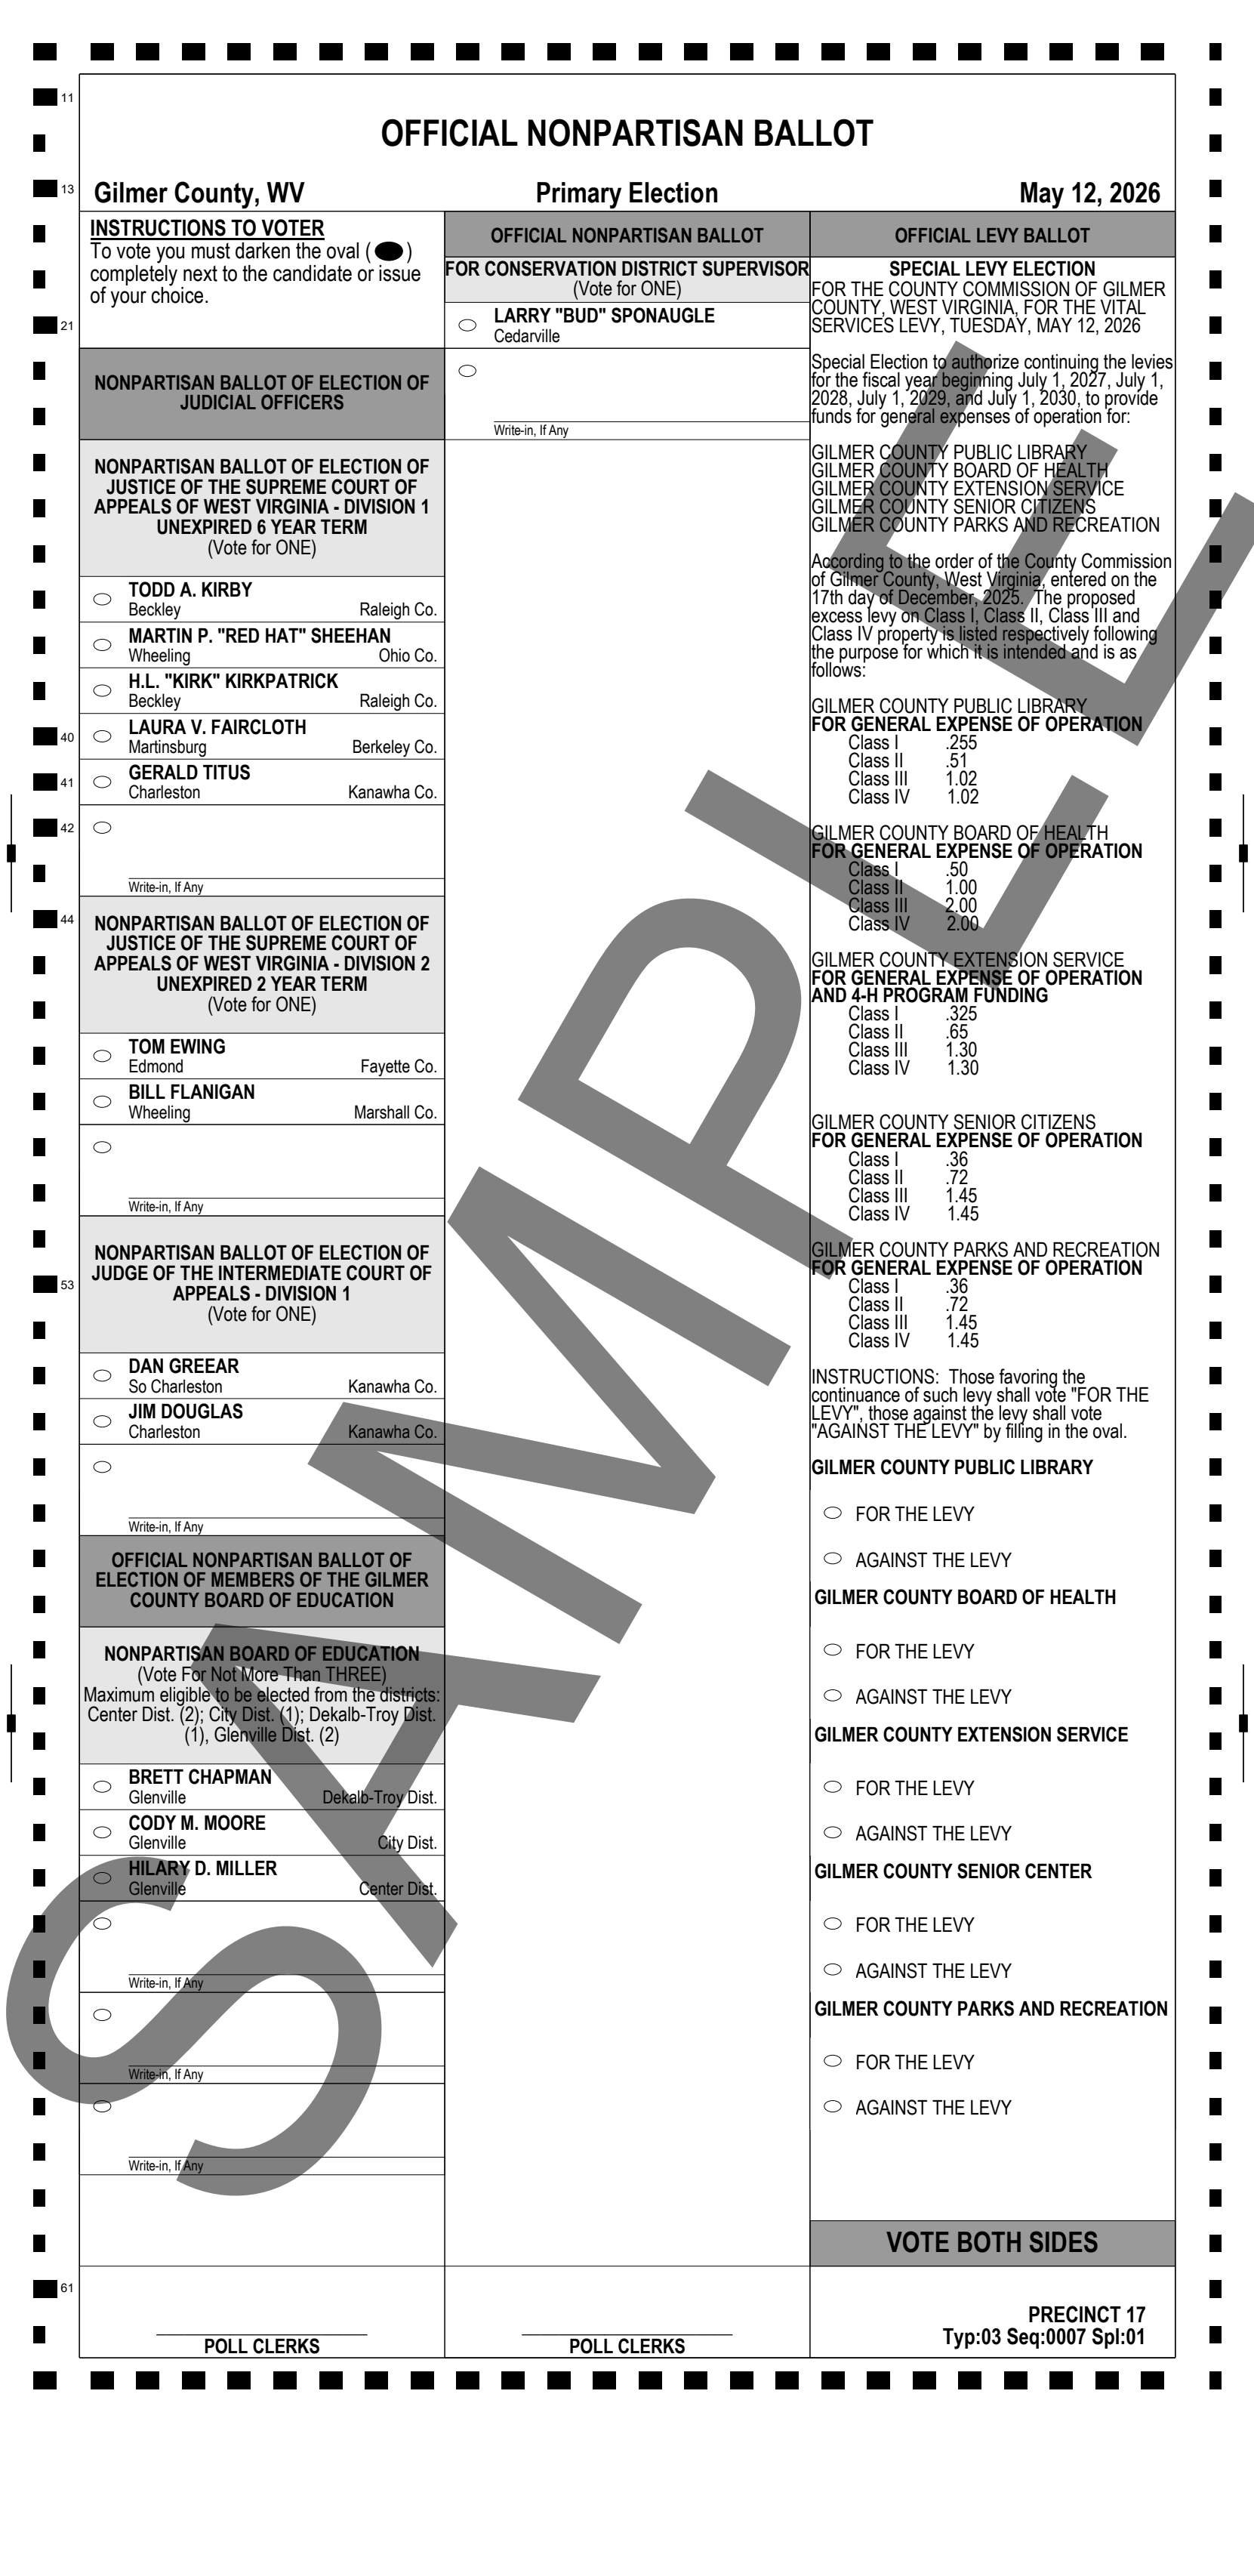 OFFICIAL NONPARTISAN BALLOT
Gilmer County, WV Primary Election May 12, 2026
11
13
21
40
41
42
44
53
61
INSTRUCTIONS TO VOTER
To vote you must darken the oval ( )
completely next to the candidate or issue
of your choice.
NONPARTISAN BALLOT OF ELECTION OF
JUDICIAL OFFICERS
NONPARTISAN BALLOT OF ELECTION OF
JUSTICE OF THE SUPREME COURT OF
APPEALS OF WEST VIRGINIA - DIVISION 1
UNEXPIRED 6 YEAR TERM
(Vote for ONE)
TODD A. KIRBY
Beckley Raleigh Co.
MARTIN P. "RED HAT" SHEEHAN
Wheeling Ohio Co.
H.L. "KIRK" KIRKPATRICK
Beckley Raleigh Co.
LAURA V. FAIRCLOTH
Martinsburg Berkeley Co.
GERALD TITUS
Charleston Kanawha Co.
Write-in, If Any
NONPARTISAN BALLOT OF ELECTION OF
JUSTICE OF THE SUPREME COURT OF
APPEALS OF WEST VIRGINIA - DIVISION 2
UNEXPIRED 2 YEAR TERM
(Vote for ONE)
TOM EWING
Edmond Fayette Co.
BILL FLANIGAN
Wheeling Marshall Co.
Write-in, If Any
NONPARTISAN BALLOT OF ELECTION OF
JUDGE OF THE INTERMEDIATE COURT OF
APPEALS - DIVISION 1
(Vote for ONE)
DAN GREEAR
So Charleston Kanawha Co.
JIM DOUGLAS
Charleston Kanawha Co.
Write-in, If Any
OFFICIAL NONPARTISAN BALLOT OF
ELECTION OF MEMBERS OF THE GILMER
COUNTY BOARD OF EDUCATION
NONPARTISAN BOARD OF EDUCATION
(Vote For Not More Than THREE)
Maximum eligible to be elected from the districts:
Center Dist. (2); City Dist. (1); Dekalb-Troy Dist.
(1), Glenville Dist. (2)
BRETT CHAPMAN
Glenville Dekalb-Troy Dist.
CODY M. MOORE
Glenville City Dist.
HILARY D. MILLER
Glenville Center Dist.
Write-in, If Any
Write-in, If Any
Write-in, If Any
POLL CLERKS
OFFICIAL NONPARTISAN BALLOT
FOR CONSERVATION DISTRICT SUPERVISOR
(Vote for ONE)
LARRY "BUD" SPONAUGLE
Cedarville
Write-in, If Any
POLL CLERKS
OFFICIAL LEVY BALLOT
SPECIAL LEVY ELECTION
FOR THE COUNTY COMMISSION OF GILMER
COUNTY, WEST VIRGINIA, FOR THE VITAL
SERVICES LEVY, TUESDAY, MAY 12, 2026
Special Election to authorize continuing the levies
for the fiscal year beginning July 1, 2027, July 1,
2028, July 1, 2029, and July 1, 2030, to provide
funds for general expenses of operation for:
GILMER COUNTY PUBLIC LIBRARY
GILMER COUNTY BOARD OF HEALTH
GILMER COUNTY EXTENSION SERVICE
GILMER COUNTY SENIOR CITIZENS
GILMER COUNTY PARKS AND RECREATION
According to the order of the County Commission
of Gilmer County, West Virginia, entered on the
17th day of December, 2025. The proposed
excess levy on Class I, Class II, Class III and
Class IV property is listed respectively following
the purpose for which it is intended and is as
follows:
GILMER COUNTY PUBLIC LIBRARY
FOR GENERAL EXPENSE OF OPERATION
Class I .255
Class II .51
Class III 1.02
Class IV 1.02
GILMER COUNTY BOARD OF HEALTH
FOR GENERAL EXPENSE OF OPERATION
Class I .50
Class II 1.00
Class III 2.00
Class IV 2.00
GILMER COUNTY EXTENSION SERVICE
FOR GENERAL EXPENSE OF OPERATION
AND 4-H PROGRAM FUNDING
Class I .325
Class II .65
Class III 1.30
Class IV 1.30
GILMER COUNTY SENIOR CITIZENS
FOR GENERAL EXPENSE OF OPERATION
Class I .36
Class II .72
Class III 1.45
Class IV 1.45
GILMER COUNTY PARKS AND RECREATION
FOR GENERAL EXPENSE OF OPERATION
Class I .36
Class II .72
Class III 1.45
Class IV 1.45
INSTRUCTIONS: Those favoring the
continuance of such levy shall vote "FOR THE
LEVY", those against the levy shall vote
"AGAINST THE LEVY" by filling in the oval.
GILMER COUNTY PUBLIC LIBRARY
FOR THE LEVY
AGAINST THE LEVY
GILMER COUNTY BOARD OF HEALTH
FOR THE LEVY
AGAINST THE LEVY
GILMER COUNTY EXTENSION SERVICE
FOR THE LEVY
AGAINST THE LEVY
GILMER COUNTY SENIOR CENTER
FOR THE LEVY
AGAINST THE LEVY
GILMER COUNTY PARKS AND RECREATION
FOR THE LEVY
AGAINST THE LEVY
VOTE BOTH SIDES
PRECINCT 17
Typ:03 Seq:0007 Spl:01
SAMPLE